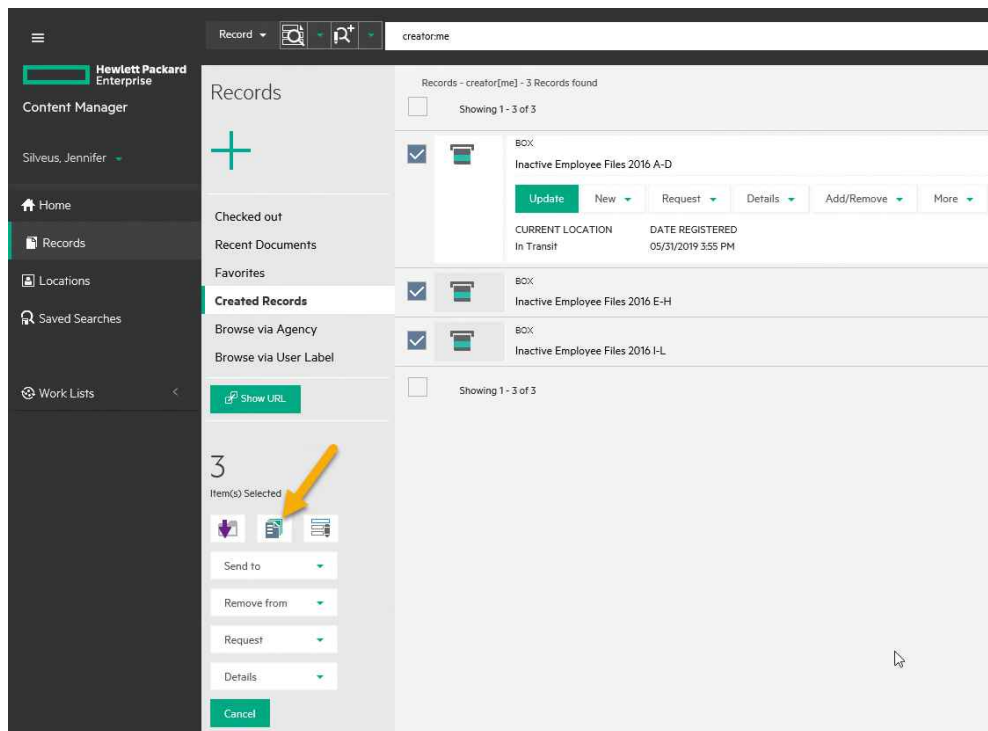 Record
creator:me
Hewlett Packard
Enterprise
Content Manager
Silveus, Jennifer
Home
Records
Locations
Saved Searches
Work Lists
Records
Checked out
Recent Documents
Favorites
Created Records
Browse via Agency
Browse via User Label
Show URL
3
Item(s) Selected
Send to
Remove from
Request
Details
Cancel
Records - creator[me] - 3 Records found
Showing 1 - 3 of 3
BOX
Inactive Employee Files 2016 A-D
Update New Request Details Add/Remove More
CURRENT LOCATION DATE REGISTERED
In Transit 05/31/2019 3:55 PM
BOX
Inactive Employee Files 2016 E-H
BOX
Inactive Employee Files 2016 I-L
Showing 1 - 3 of 3